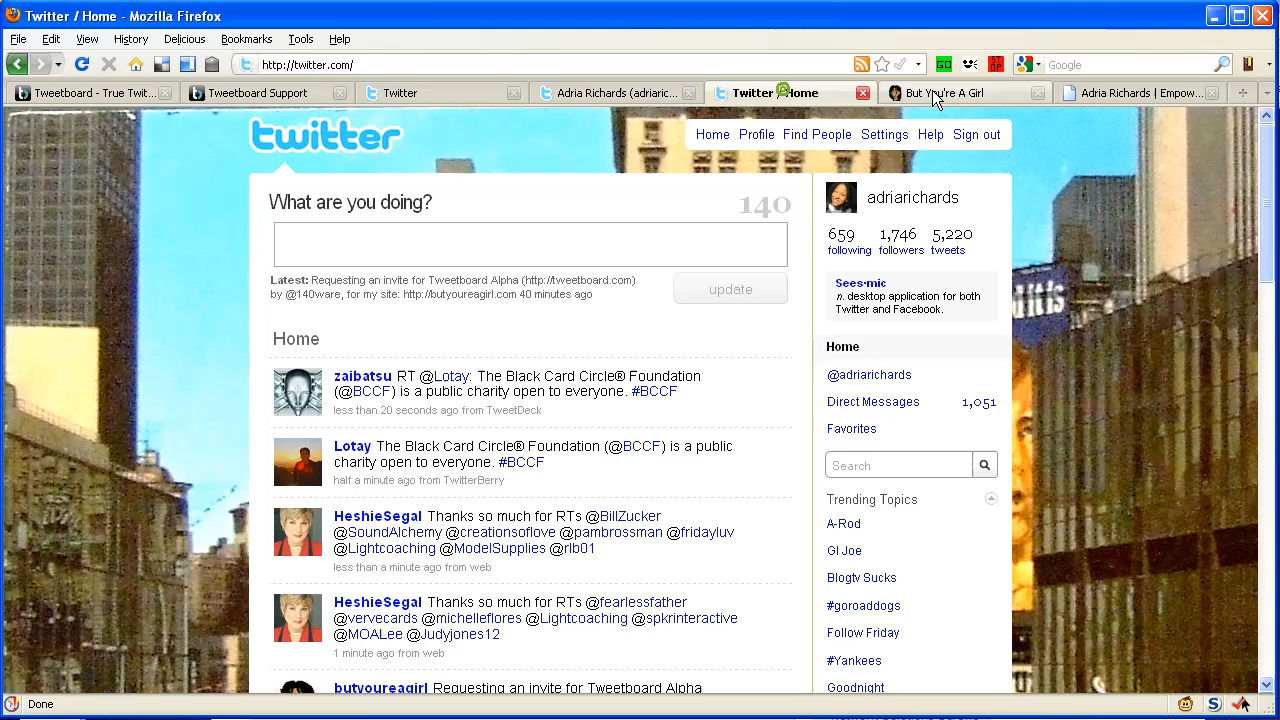 Twitter / Home - Mozilla Firefox
File Edit View History Delicious Bookmarks Tools Help
http://twitter.com/
GO
STOP
Google
Tweetboard - True Twit...
Tweetboard Support
Twitter
Adria Richards (adriaric...
Twitter / Home
But You're A Girl
Adria Richards | Empow...
twitter
Home Profile Find People Settings Help Sign out
What are you doing?
140
Latest: Requesting an invite for Tweetboard Alpha (http://tweetboard.com)
by @140ware, for my site: http://butyoureagirl.com 40 minutes ago
update
Home
zaibatsu RT @Lotay: The Black Card Circle® Foundation
(@BCCF) is a public charity open to everyone. #BCCF
less than 20 seconds ago from TweetDeck
Lotay The Black Card Circle® Foundation (@BCCF) is a public
charity open to everyone. #BCCF
half a minute ago from TwitterBerry
HeshieSegal Thanks so much for RTs @BillZucker
@SoundAlchemy @creationsoflove @pambrossman @fridayluv
@Lightcoaching @ModelSupplies @rlb01
less than a minute ago from web
HeshieSegal Thanks so much for RTs @fearlessfather
@vervecards @michelleflores @Lightcoaching @spkrinteractive
@MOALee @Judyjones12
1 minute ago from web
butyoureagirl Requesting an invite for Tweetboard Alpha
adriarichards
659 1,746 5,220
following followers tweets
Sees·mic
n. desktop application for both
Twitter and Facebook.
Home
@adriarichards
Direct Messages 1,051
Favorites
Search
Trending Topics
A-Rod
GI Joe
Blogtv Sucks
#goroaddogs
Follow Friday
#Yankees
Goodnight
Done